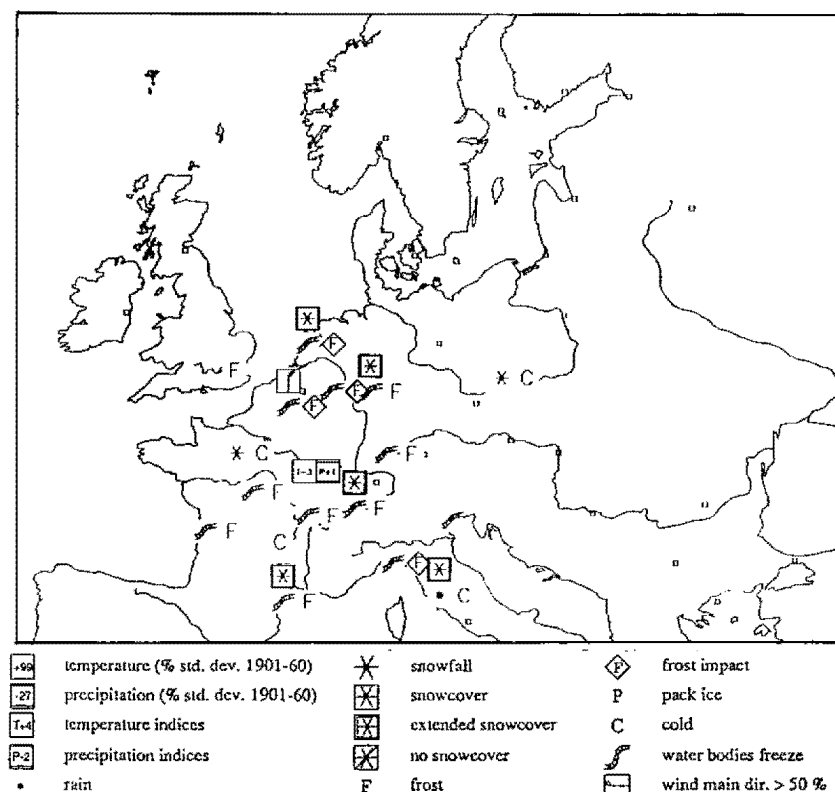 F
F
F
C
F
C
F
T-3 P+1
F
F
F
F
F
C
F
F
C
+99 temperature (% std. dev. 1901-60) snowfall F frost impact
-27 precipitation (% std. dev. 1901-60) snowcover P pack ice
T+4 temperature indices extended snowcover C cold
P-2 precipitation indices no snowcover water bodies freeze
rain F frost wind main dir. > 50 %